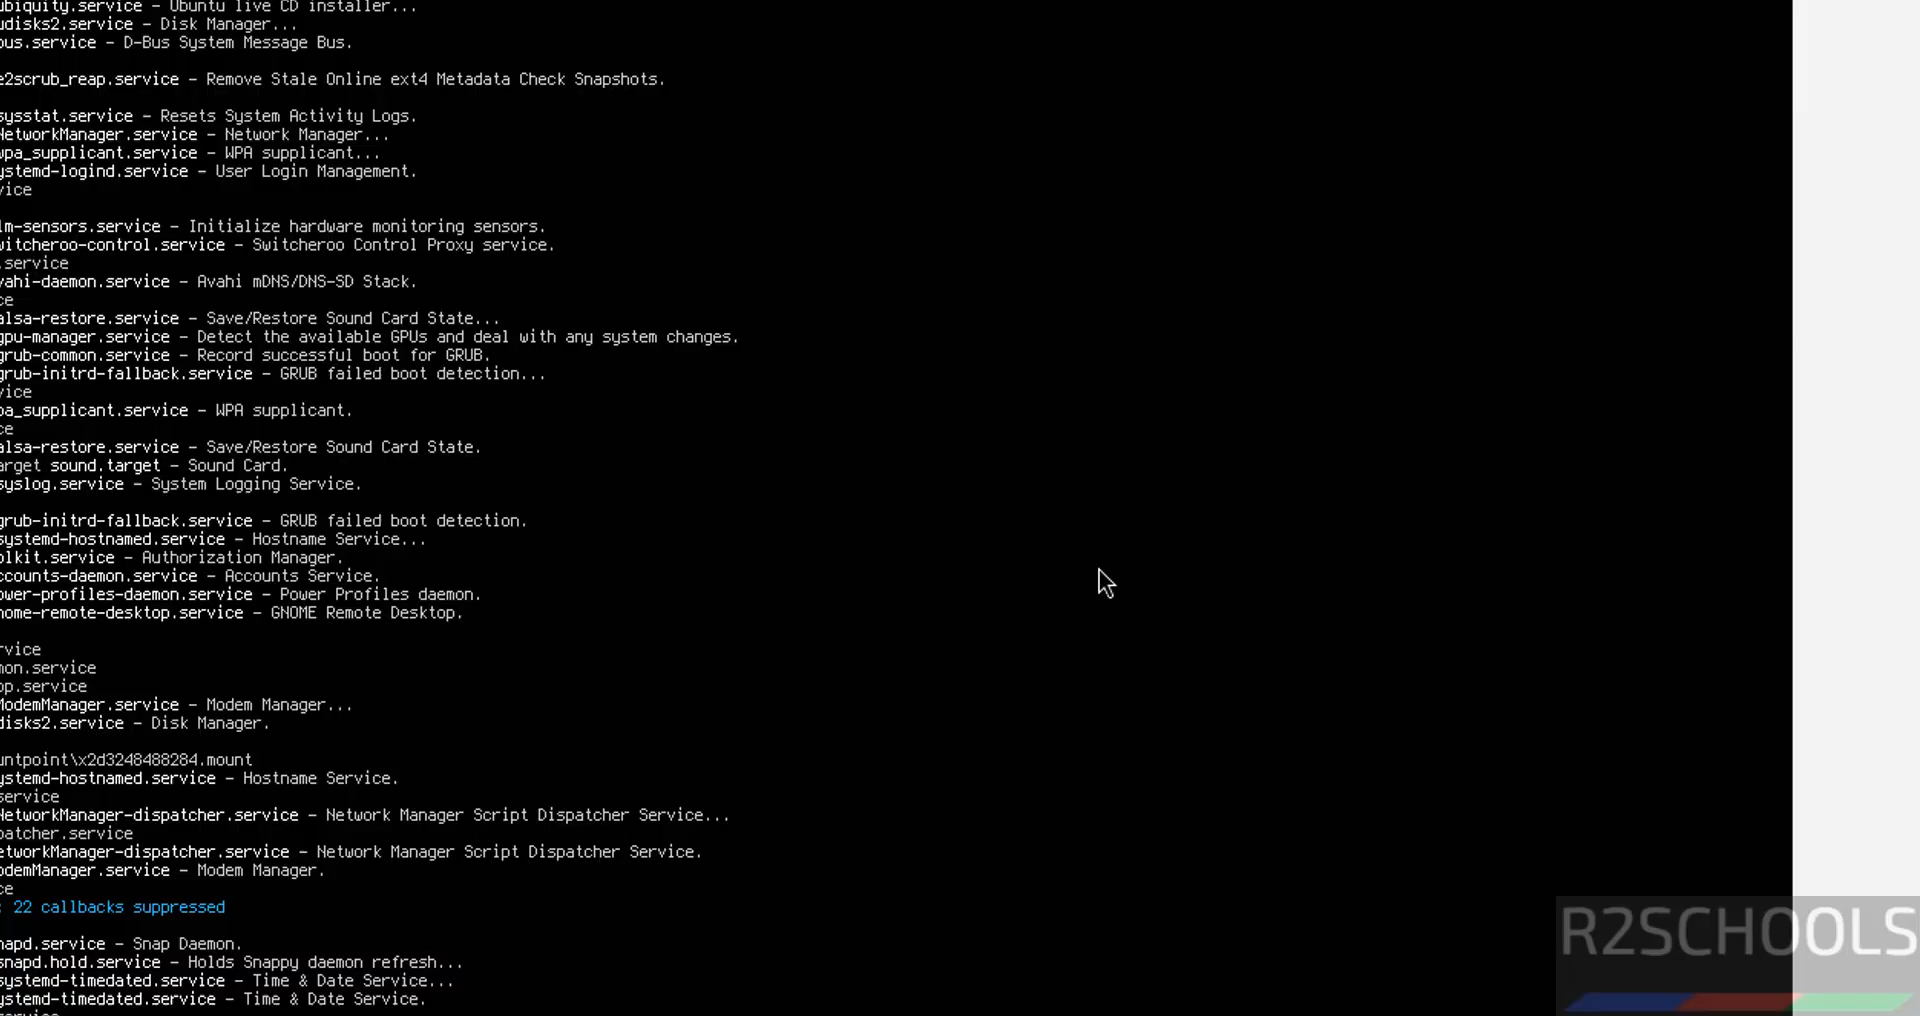 ubiquity.service - Ubuntu live CD installer...
udisks2.service - Disk Manager...
bus.service - D-Bus System Message Bus.
e2scrub_reap.service - Remove Stale Online ext4 Metadata Check Snapshots.
sysstat.service - Resets System Activity Logs.
NetworkManager.service - Network Manager...
wpa_supplicant.service - WPA supplicant...
ystemd-logind.service - User Login Management.
vice
lm-sensors.service - Initialize hardware monitoring sensors.
witcheroo-control.service - Switcheroo Control Proxy service.
.service
vahi-daemon.service - Avahi mDNS/DNS-SD Stack.
ce
alsa-restore.service - Save/Restore Sound Card State...
gpu-manager.service - Detect the available GPUs and deal with any system changes.
grub-common.service - Record successful boot for GRUB.
grub-initrd-fallback.service - GRUB failed boot detection...
vice
pa_supplicant.service - WPA supplicant.
ce
alsa-restore.service - Save/Restore Sound Card State.
arget sound.target - Sound Card.
syslog.service - System Logging Service.
grub-initrd-fallback.service - GRUB failed boot detection.
systemd-hostnamed.service - Hostname Service...
olkit.service - Authorization Manager.
ccounts-daemon.service - Accounts Service.
ower-profiles-daemon.service - Power Profiles daemon.
nome-remote-desktop.service - GNOME Remote Desktop.
rvice
mon.service
op.service
ModemManager.service - Modem Manager...
disks2.service - Disk Manager.
untpoint\x2d3248488284.mount
ystemd-hostnamed.service - Hostname Service.
service
NetworkManager-dispatcher.service - Network Manager Script Dispatcher Service...
patcher.service
etworkManager-dispatcher.service - Network Manager Script Dispatcher Service.
odemManager.service - Modem Manager.
ce
: 22 callbacks suppressed
napd.service - Snap Daemon.
snapd.hold.service - Holds Snappy daemon refresh...
systemd-timedated.service - Time & Date Service...
ystemd-timedated.service - Time & Date Service.
R2SCHOOLS